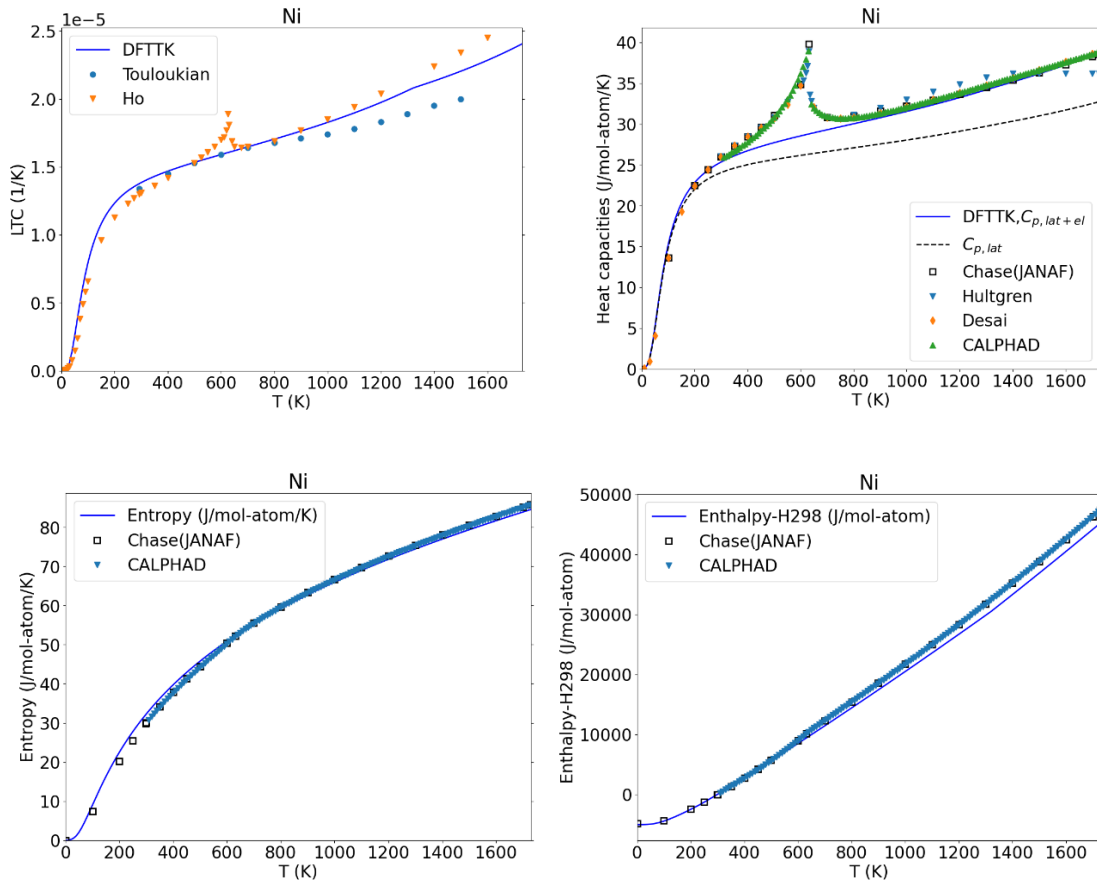 Ni
1e−5
2.5
2.0
1.5
1.0
0.5
0.0
LTC (1/K)
DFTTK
Touloukian
Ho
0 200 400 600 800 1000 1200 1400 1600
T (K)
Ni
40
35
30
25
20
15
10
5
0
Heat capacities (J/mol-atom/K)
DFTTK,Cp, lat+el
Cp, lat
Chase(JANAF)
Hultgren
Desai
CALPHAD
0 200 400 600 800 1000 1200 1400 1600
T (K)
Ni
80
70
60
50
40
30
20
10
0
Entropy (J/mol-atom/K)
Entropy (J/mol-atom/K)
Chase(JANAF)
CALPHAD
0 200 400 600 800 1000 1200 1400 1600
T (K)
Ni
50000
40000
30000
20000
10000
0
Enthalpy-H298 (J/mol-atom)
Enthalpy-H298 (J/mol-atom)
Chase(JANAF)
CALPHAD
0 200 400 600 800 1000 1200 1400 1600
T (K)